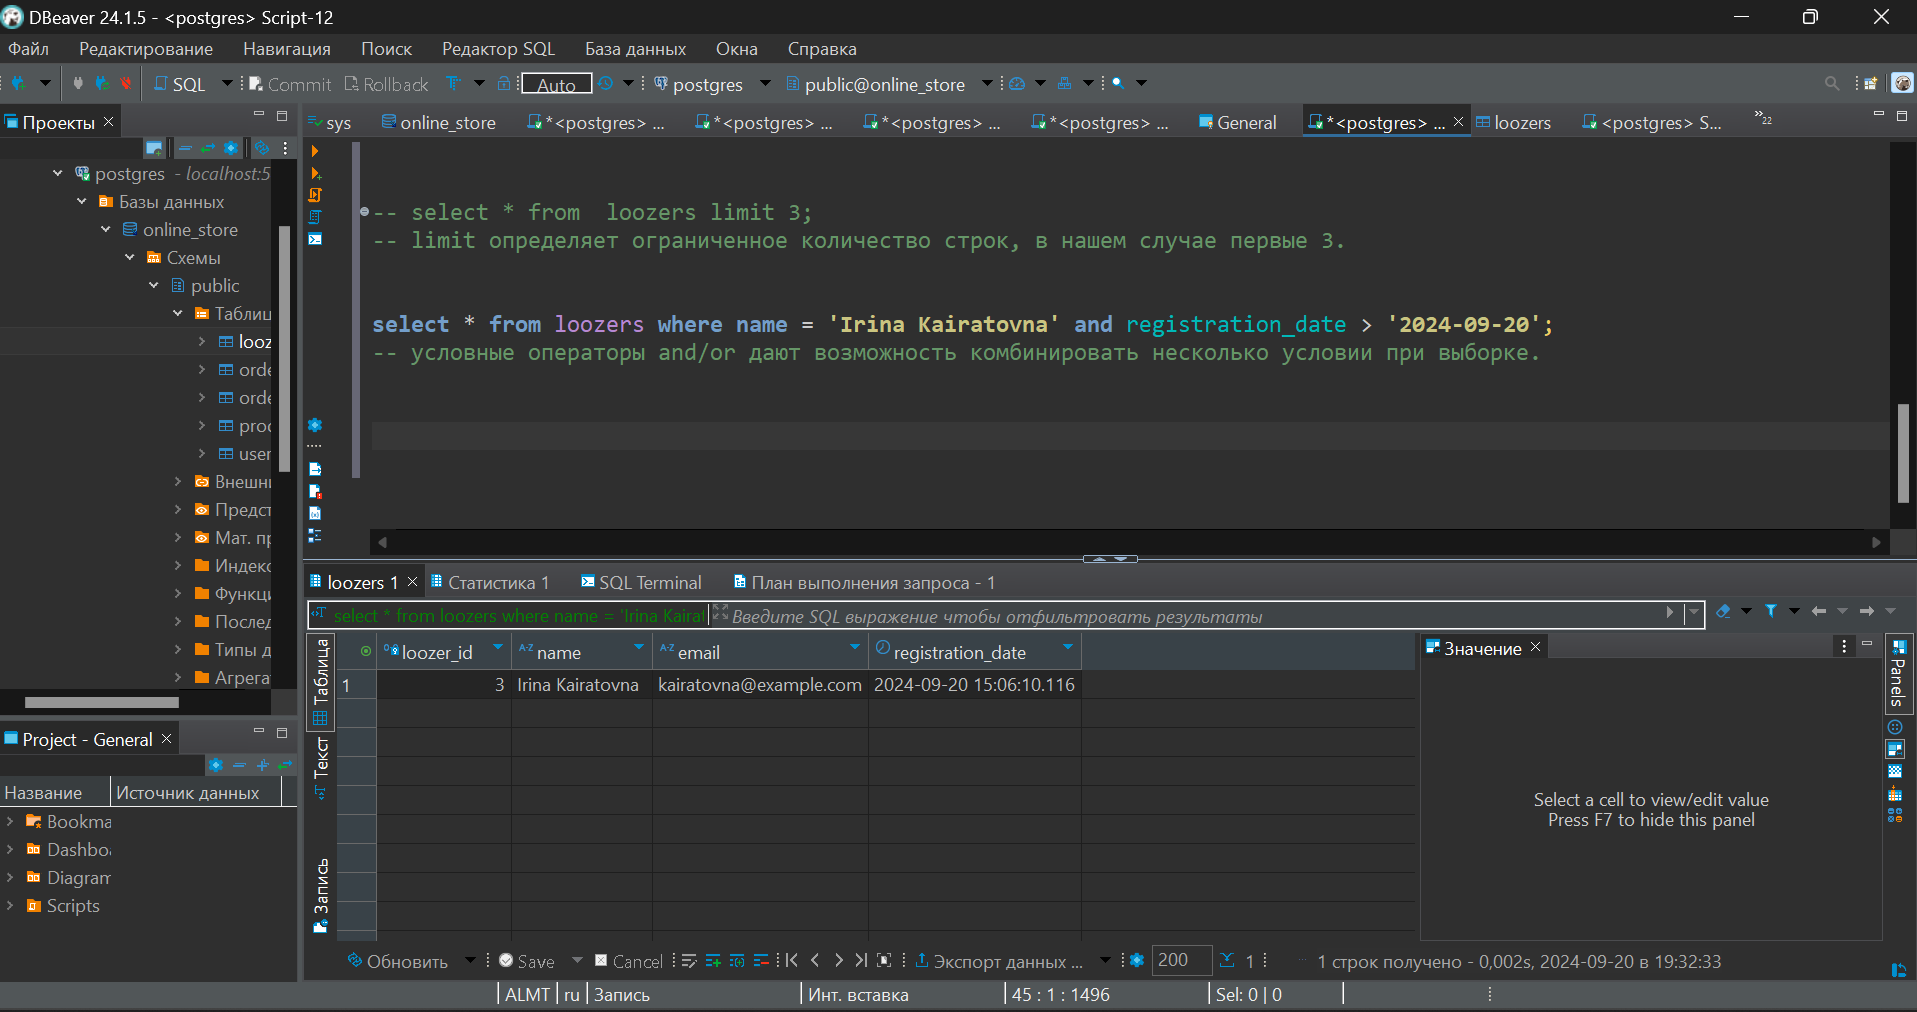 DBeaver 24.1.5 - <postgres> Script-12
Файл Редактирование Навигация Поиск Редактор SQL База данных Окна Справка
SQL Commit Rollback Auto postgres public@online_store
Проекты
sys online_store *<postgres> ... *<postgres> ... *<postgres> ... *<postgres> ... General *<postgres> ... loozers <postgres> S... »22
postgres - localhost:5
Базы данных
online_store
Схемы
public
Таблиц
looz
orde
orde
prod
user
Внешни
Предст
Мат. пр
Индекс
Функци
Послед
Типы д
Агрега
-- select * from  loozers limit 3;
-- limit определяет ограниченное количество строк, в нашем случае первые 3.
select * from loozers where name = 'Irina Kairatovna' and registration_date > '2024-09-20';
-- условные операторы and/or дают возможность комбинировать несколько условии при выборке.
Project - General
Название Источник данных
Bookma
Dashbo
Diagram
Scripts
loozers 1 Статистика 1 SQL Terminal План выполнения запроса - 1
select * from loozers where name = 'Irina Kairat Введите SQL выражение чтобы отфильтровать результаты
Таблица
Текст
Запись
loozer_id name email registration_date
1 3 Irina Kairatovna kairatovna@example.com 2024-09-20 15:06:10.116
Значение
Select a cell to view/edit value
Press F7 to hide this panel
Panels
Обновить Save Cancel Экспорт данных ... 200 1 1 строк получено - 0,002s, 2024-09-20 в 19:32:33
ALMT ru Запись Инт. вставка 45 : 1 : 1496 Sel: 0 | 0